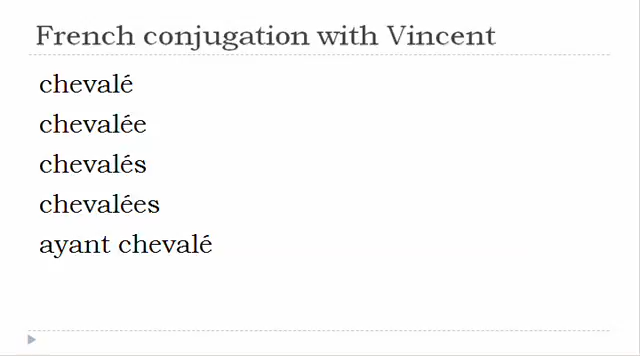 French conjugation with Vincent
chevalé
chevalée
chevalés
chevalées
ayant chevalé